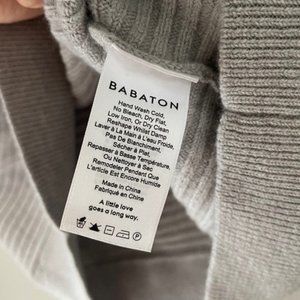 BABATON
Hand Wash Cold,
No Bleach, Dry Flat,
Low Iron, Or Dry Clean
Reshape Whilst Damp
Laver À La Main À L'eau Froide,
Pas De Blanchiment,
Sécher À Plat,
Repasser à Basse Température,
Ou Nettoyer À Sec
Remodeler Pendant Que
L'article Est Encore Humide
Made in China
Fabriqué en China
A little love
goes a long way.
P